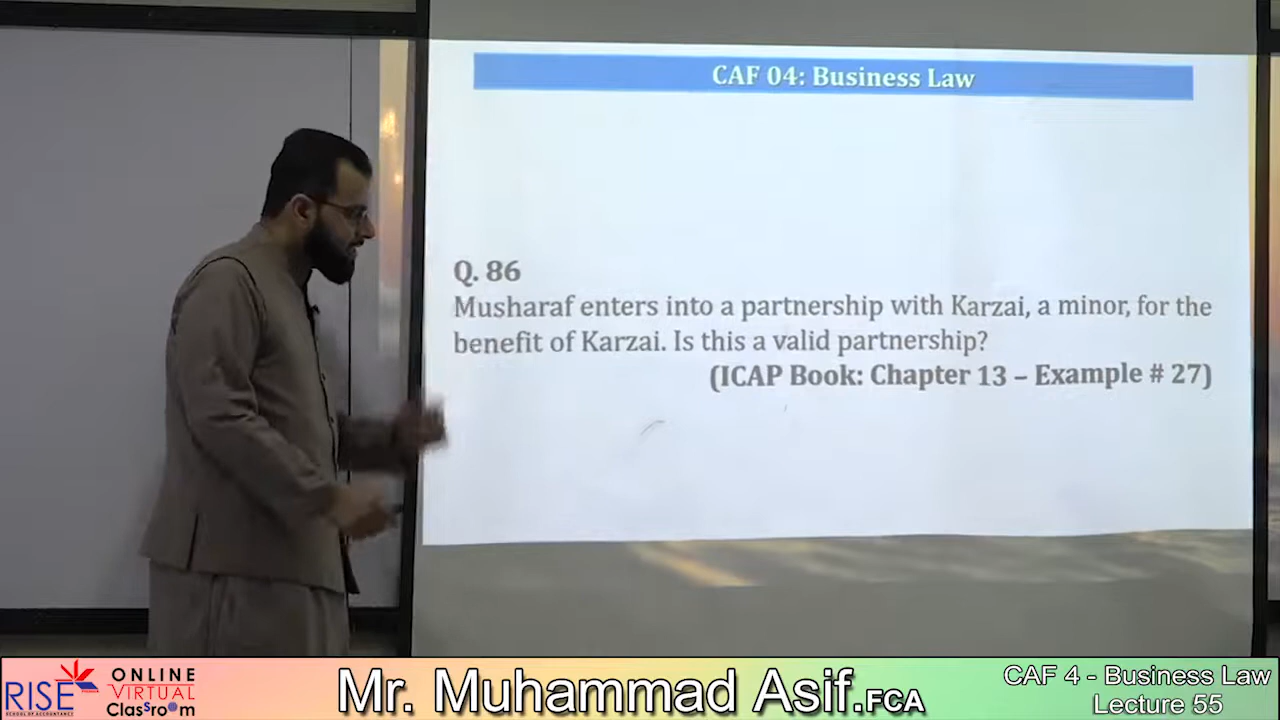 CAF 04: Business Law
Q. 86
Musharaf enters into a partnership with Karzai, a minor, for the
benefit of Karzai. Is this a valid partnership?
(ICAP Book: Chapter 13 – Example # 27)
RISE
SCHOOL OF ACCOUNTANCY
ONLINE
VIRTUAL
ClasSroom
Mr. Muhammad Asif.FCA
CAF 4 - Business Law
Lecture 55